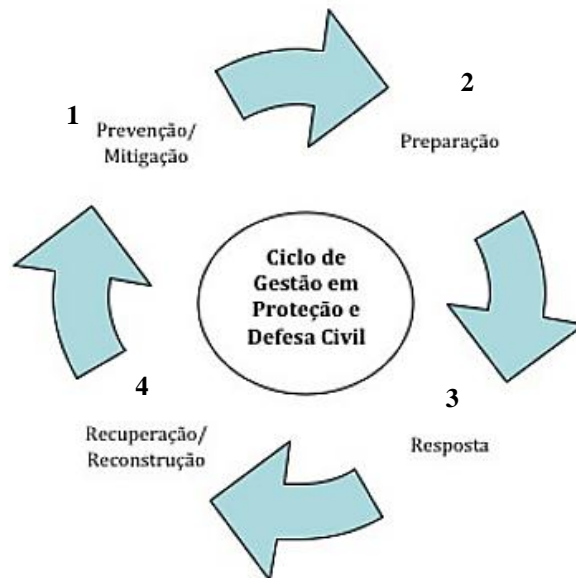 1
Prevenção/
Mitigação
2
Preparação
Ciclo de
Gestão em
Proteção e
Defesa Civil
4
Recuperação/
Reconstrução
3
Resposta